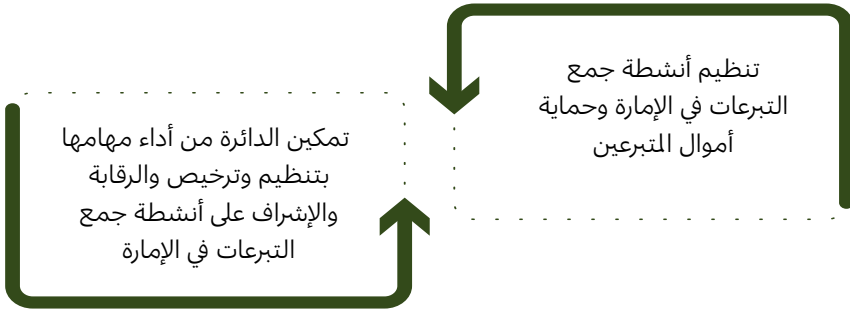 تنظيم أنشطة جمع
التبرعات في الإمارة وحماية
أموال المتبرعين
تمكين الدائرة من أداء مهامها
بتنظيم وترخيص والرقابة
والإشراف على أنشطة جمع
التبرعات في الإمارة